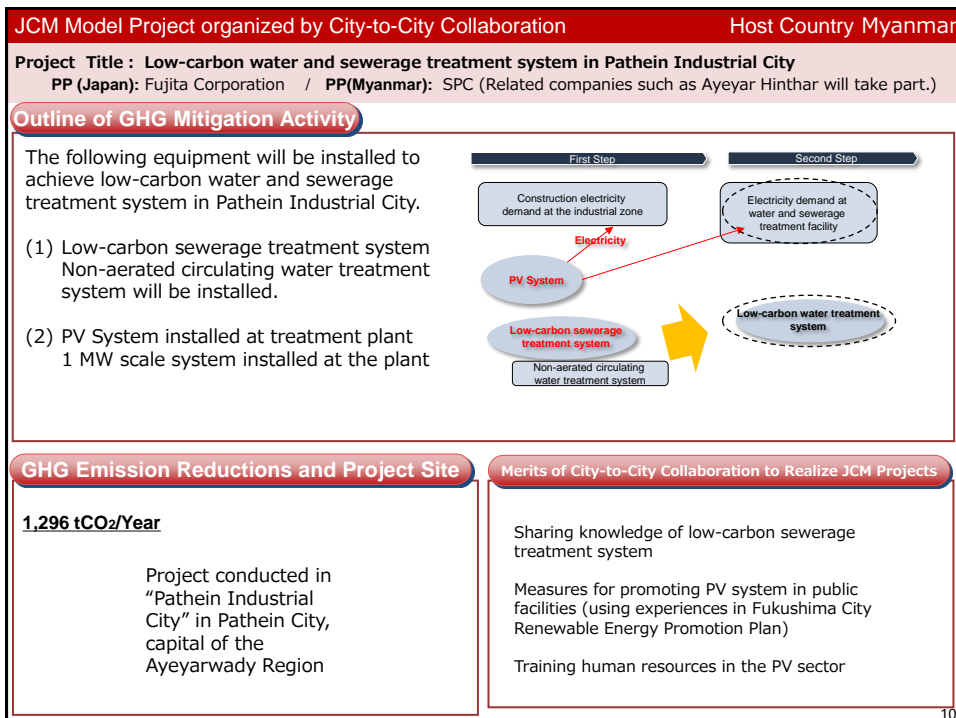 JCM Model Project organized by City-to-City Collaboration Host Country Myanmar
Project Title : Low-carbon water and sewerage treatment system in Pathein Industrial City
PP (Japan): Fujita Corporation / PP(Myanmar): SPC (Related companies such as Ayeyar Hinthar will take part.)
Outline of GHG Mitigation Activity
The following equipment will be installed to
achieve low-carbon water and sewerage
treatment system in Pathein Industrial City.
(1) Low-carbon sewerage treatment system
Non-aerated circulating water treatment
system will be installed.
(2) PV System installed at treatment plant
1 MW scale system installed at the plant
First Step
Second Step
Construction electricity
demand at the industrial zone
Electricity demand at
water and sewerage
treatment facility
Electricity
PV System
Low-carbon sewerage
treatment system
Non-aerated circulating
water treatment system
Low-carbon water treatment
system
GHG Emission Reductions and Project Site
1,296 tCO2/Year
Project conducted in
“Pathein Industrial
City” in Pathein City,
capital of the
Ayeyarwady Region
Merits of City-to-City Collaboration to Realize JCM Projects
Sharing knowledge of low-carbon sewerage
treatment system
Measures for promoting PV system in public
facilities (using experiences in Fukushima City
Renewable Energy Promotion Plan)
Training human resources in the PV sector
10